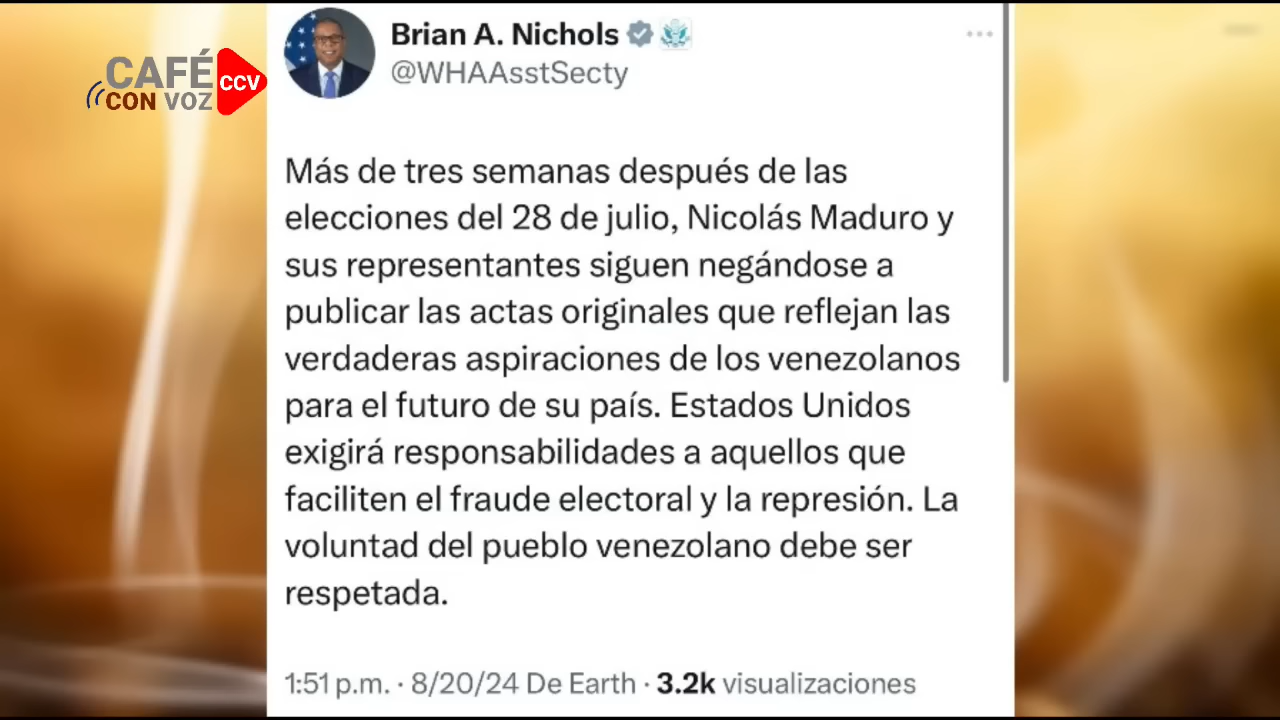 CAFÉ
CON VOZ
CCV
Brian A. Nichols
@WHAAsstSecty
Más de tres semanas después de las
elecciones del 28 de julio, Nicolás Maduro y
sus representantes siguen negándose a
publicar las actas originales que reflejan las
verdaderas aspiraciones de los venezolanos
para el futuro de su país. Estados Unidos
exigirá responsabilidades a aquellos que
faciliten el fraude electoral y la represión. La
voluntad del pueblo venezolano debe ser
respetada.
1:51 p.m. · 8/20/24 De Earth · 3.2k visualizaciones